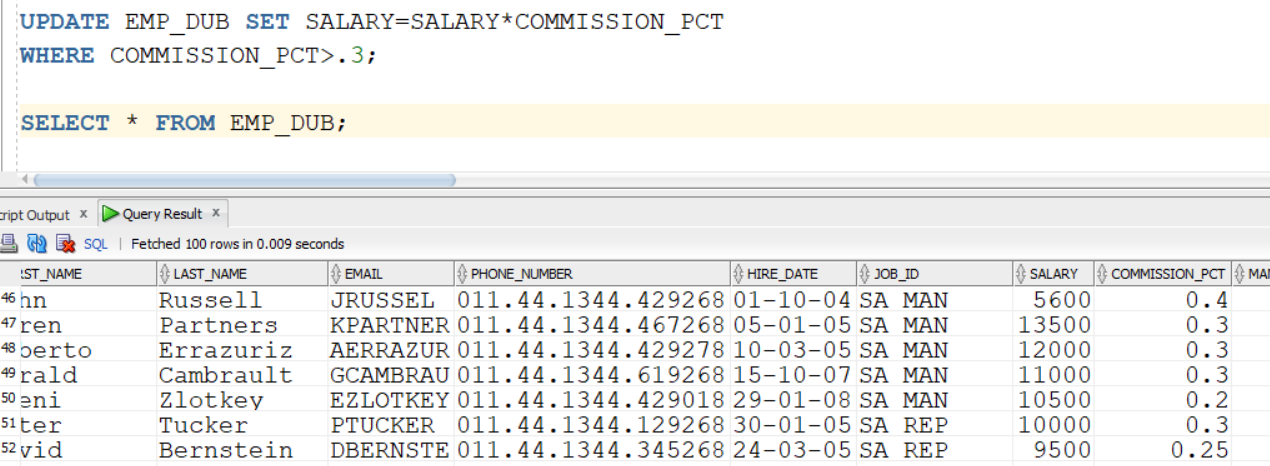 UPDATE EMP_DUB SET SALARY=SALARY*COMMISSION_PCT
WHERE COMMISSION_PCT>.3;
SELECT * FROM EMP_DUB;
cript Output x Query Result x
SQL | Fetched 100 rows in 0.009 seconds
RST_NAME LAST_NAME EMAIL PHONE_NUMBER HIRE_DATE JOB_ID SALARY COMMISSION_PCT MAN
46 hn Russell JRUSSEL 011.44.1344.429268 01-10-04 SA_MAN 5600 0.4
47 ren Partners KPARTNER 011.44.1344.467268 05-01-05 SA_MAN 13500 0.3
48 berto Errazuriz AERRAZUR 011.44.1344.429278 10-03-05 SA_MAN 12000 0.3
49 rald Cambrault GCAMBRAU 011.44.1344.619268 15-10-07 SA_MAN 11000 0.3
50 eni Zlotkey EZLOTKEY 011.44.1344.429018 29-01-08 SA_MAN 10500 0.2
51 ter Tucker PTUCKER 011.44.1344.129268 30-01-05 SA_REP 10000 0.3
52 vid Bernstein DBERNSTE 011.44.1344.345268 24-03-05 SA_REP 9500 0.25